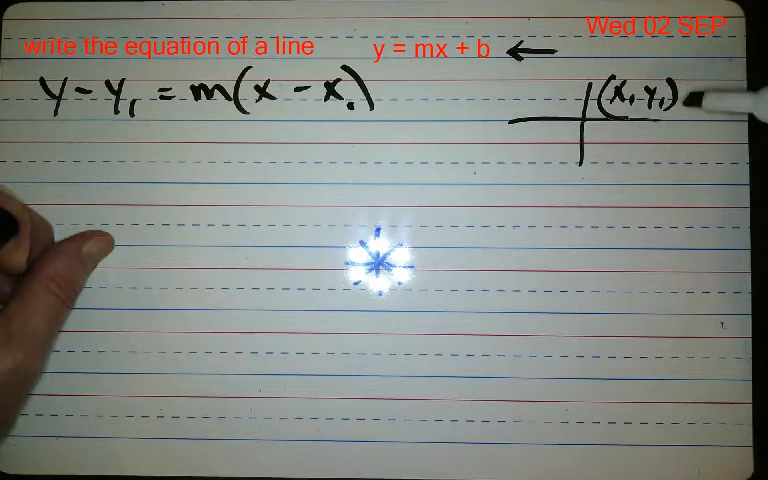 Wed 02 SEP
write the equation of a line y = mx + b ←
y - y₁ = m(x - x₁)
(x₁ y₁)